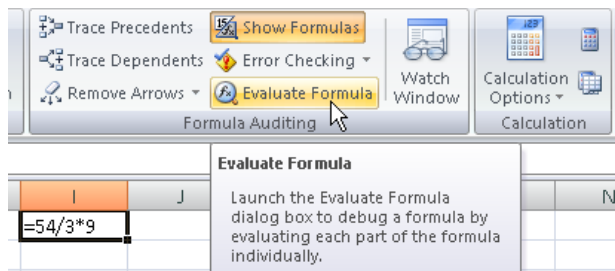 Trace Precedents Show Formulas
Trace Dependents Error Checking
Remove Arrows Evaluate Formula
Watch
Window
Calculation
Options
Formula Auditing Calculation
Evaluate Formula
Launch the Evaluate Formula
dialog box to debug a formula by
evaluating each part of the formula
individually.
I J N
=54/3*9